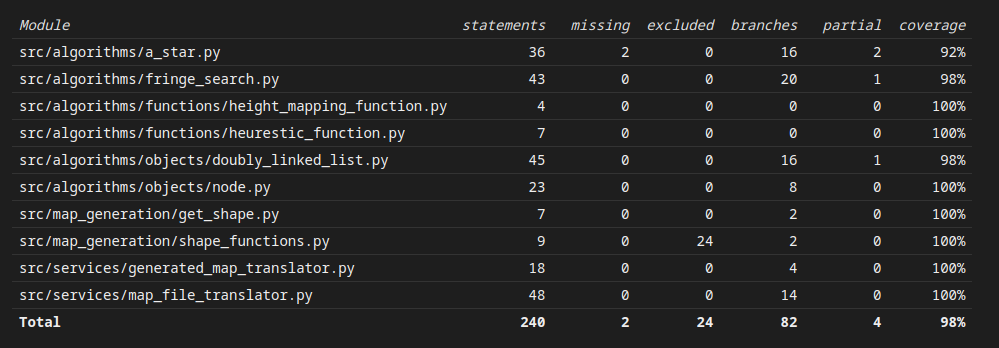 Module statements missing excluded branches partial coverage
src/algorithms/a_star.py 36 2 0 16 2 92%
src/algorithms/fringe_search.py 43 0 0 20 1 98%
src/algorithms/functions/height_mapping_function.py 4 0 0 0 0 100%
src/algorithms/functions/heurestic_function.py 7 0 0 0 0 100%
src/algorithms/objects/doubly_linked_list.py 45 0 0 16 1 98%
src/algorithms/objects/node.py 23 0 0 8 0 100%
src/map_generation/get_shape.py 7 0 0 2 0 100%
src/map_generation/shape_functions.py 9 0 24 2 0 100%
src/services/generated_map_translator.py 18 0 0 4 0 100%
src/services/map_file_translator.py 48 0 0 14 0 100%
Total 240 2 24 82 4 98%